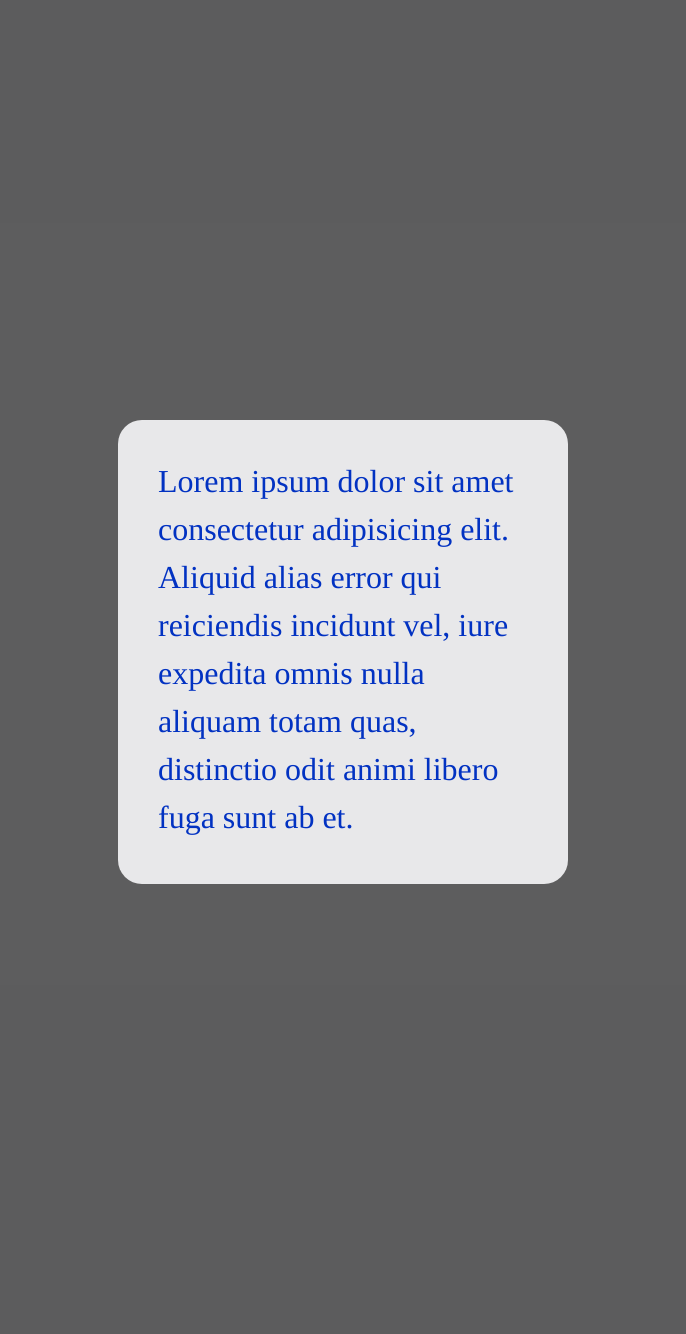 Lorem ipsum dolor sit amet
consectetur adipisicing elit.
Aliquid alias error qui
reiciendis incidunt vel, iure
expedita omnis nulla
aliquam totam quas,
distinctio odit animi libero
fuga sunt ab et.